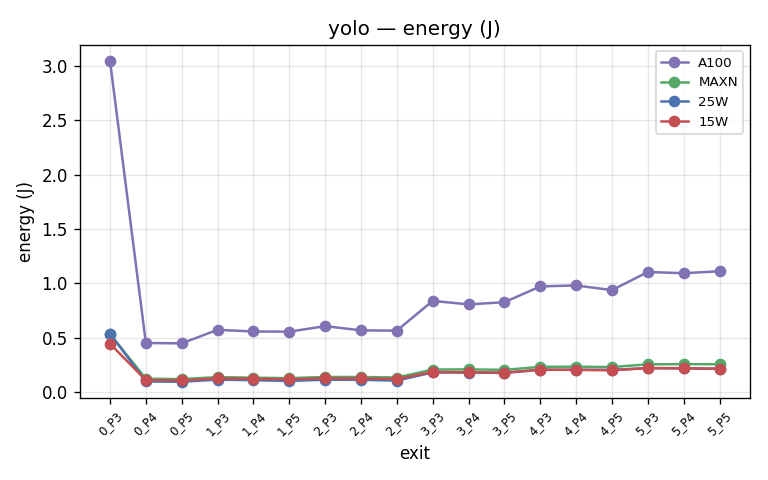 yolo — energy (J)
A100
MAXN
25W
15W
energy (J)
3.0
2.5
2.0
1.5
1.0
0.5
0.0
0_P3
0_P4
0_P5
1_P3
1_P4
1_P5
2_P3
2_P4
2_P5
3_P3
3_P4
3_P5
4_P3
4_P4
4_P5
5_P3
5_P4
5_P5
exit